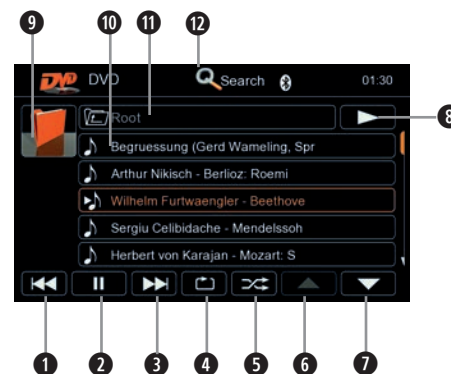 9 10 12 11
DVD DVD Search 01:30
Root
8
Begruessung (Gerd Wameling, Spr
Arthur Nikisch - Berlioz: Roemi
Wilhelm Furtwaengler - Beethove
Sergiu Celibidache - Mendelssoh
Herbert von Karajan - Mozart: S
1 2 3 4 5 6 7